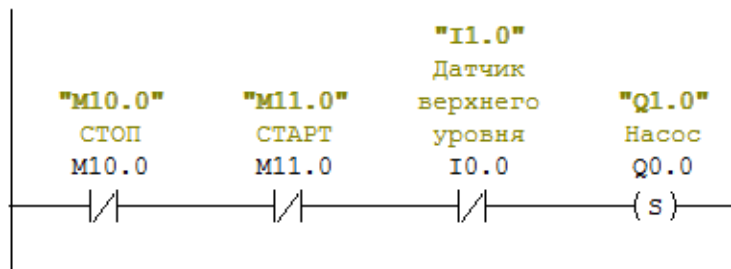 "M10.0"
СТОП
M10.0
"M11.0"
СТАРТ
M11.0
"I1.0"
Датчик
верхнего
уровня
I0.0
"Q1.0"
Насос
Q0.0
S